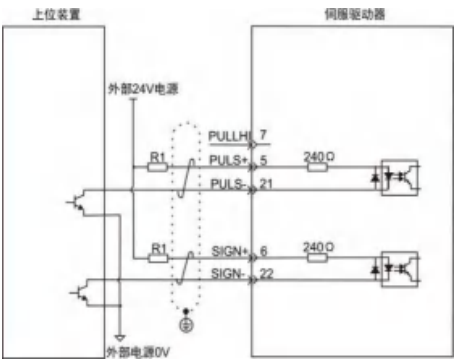 上位装置 伺服驱动器
外部24V电源
PULLHI 7
R1 PULS+ 5 240Ω
PULS- 21
R1 SIGN+ 6 240Ω
SIGN- 22
外部电源0V